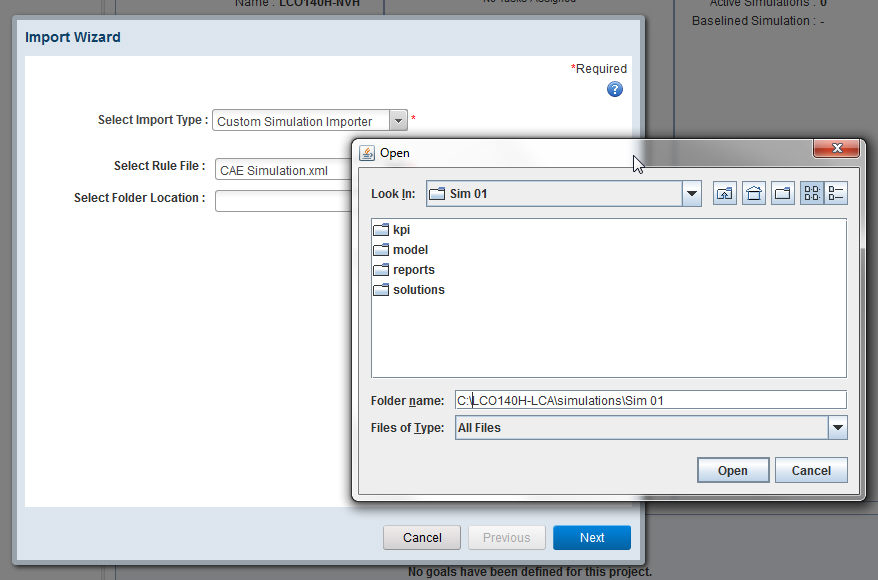 Name : LCO140H-NVH
No Tasks Assigned
Active Simulations : 0
Baselined Simulation : -
Import Wizard
*Required
?
Select Import Type : Custom Simulation Importer *
Select Rule File : CAE Simulation.xml
Select Folder Location :
Open
Look In: Sim 01
kpi
model
reports
solutions
Folder name: C:\LCO140H-LCA\simulations\Sim 01
Files of Type: All Files
Open Cancel
Cancel Previous Next
No goals have been defined for this project.